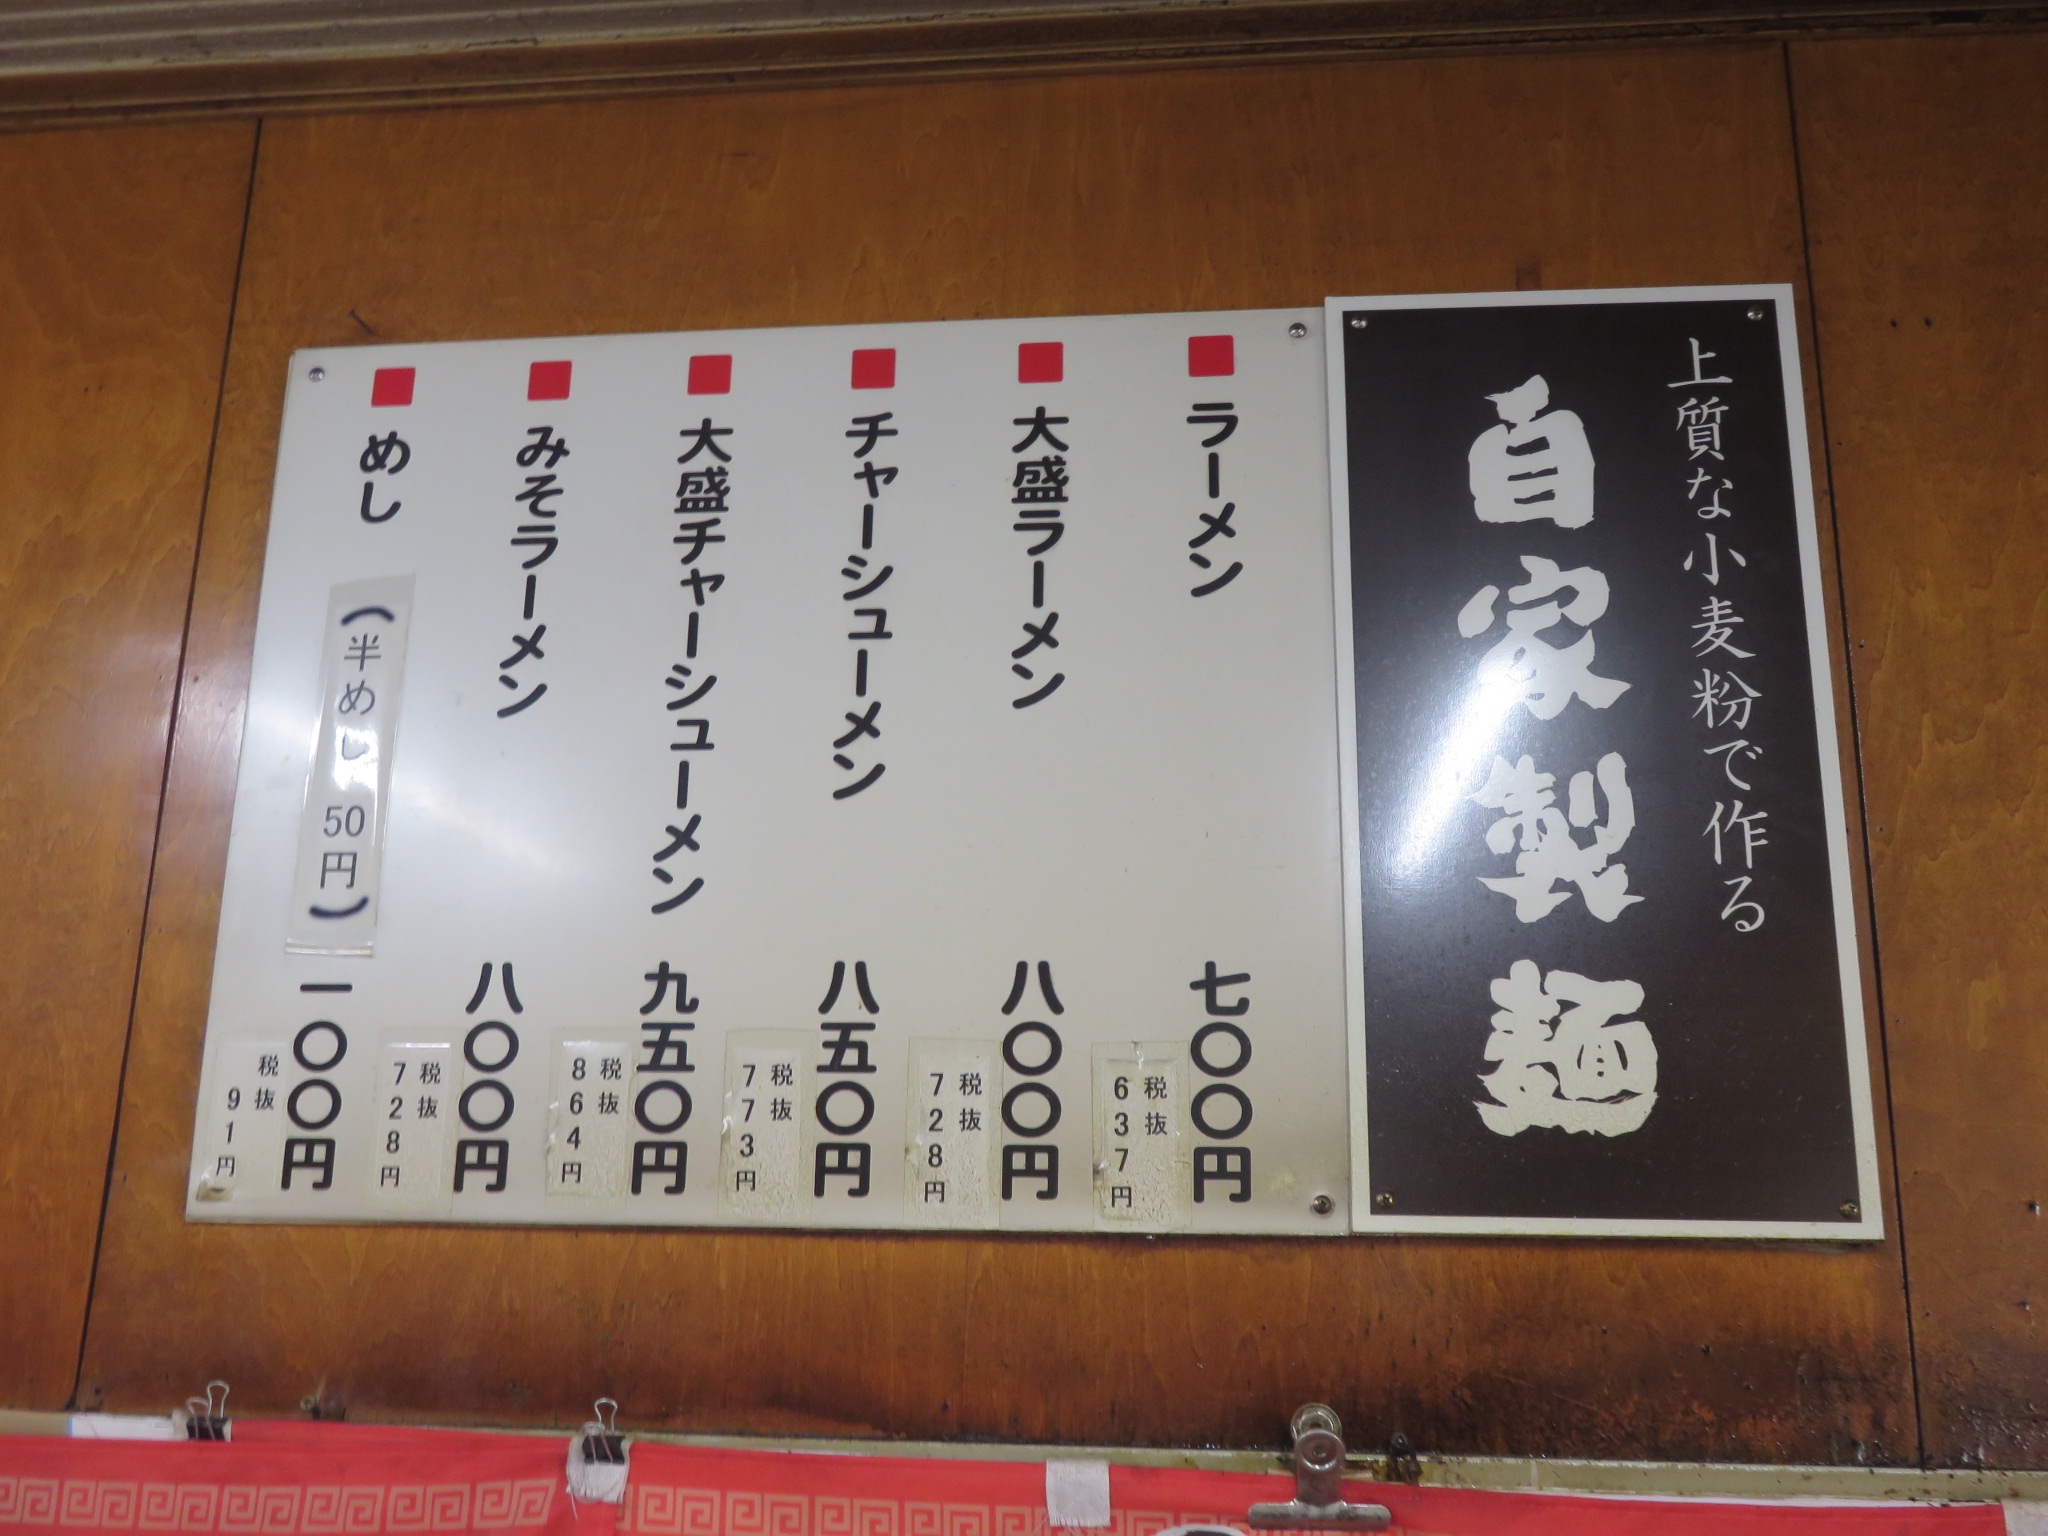 上質な小麦粉で作る
自家製麺
ラーメン 七〇〇円
税抜
637円
大盛ラーメン 八〇〇円
税抜
728円
チャーシューメン 八五〇円
税抜
773円
大盛チャーシューメン 九五〇円
税抜
864円
みそラーメン 八〇〇円
税抜
728円
めし (半めし 50円) 一〇〇円
税抜
91円